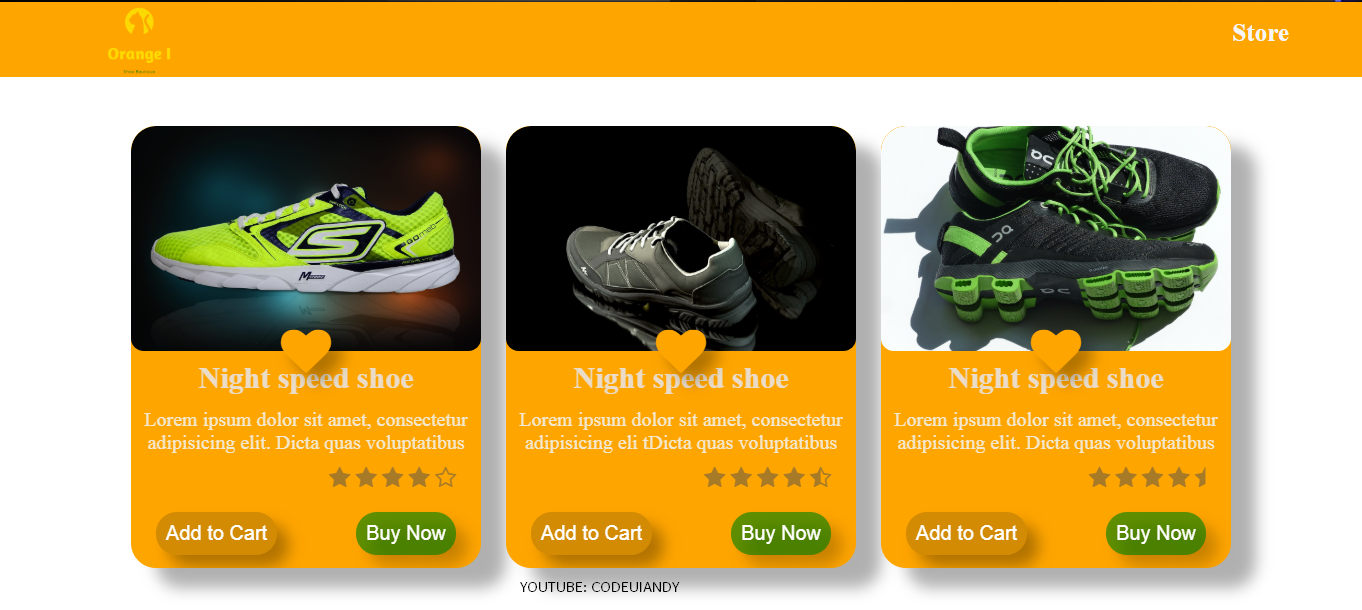 Orange I
Store
Night speed shoe
Lorem ipsum dolor sit amet, consectetur
adipisicing elit. Dicta quas voluptatibus
Add to Cart
Buy Now
Night speed shoe
Lorem ipsum dolor sit amet, consectetur
adipisicing eli tDicta quas voluptatibus
Add to Cart
Buy Now
Night speed shoe
Lorem ipsum dolor sit amet, consectetur
adipisicing elit. Dicta quas voluptatibus
Add to Cart
Buy Now
YOUTUBE: CODEUIANDY